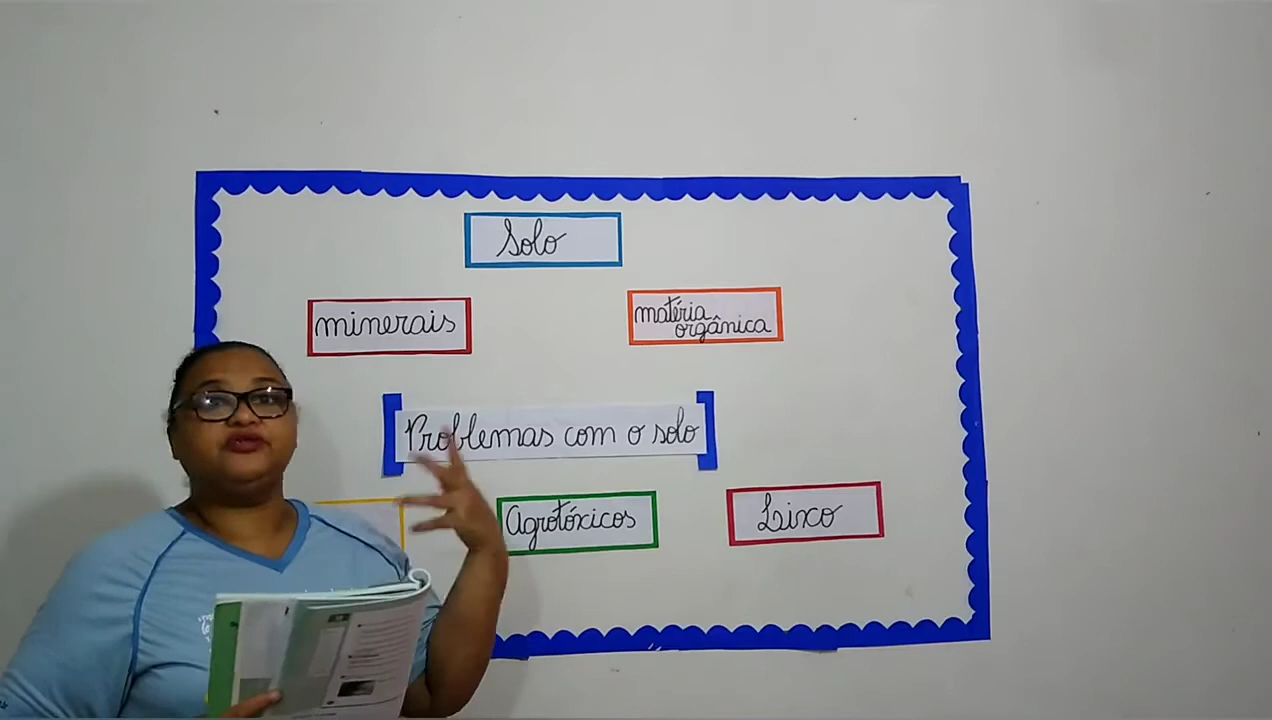 Solo
minerais
matéria
orgânica
Problemas com o solo
Agrotóxicos
Lixo